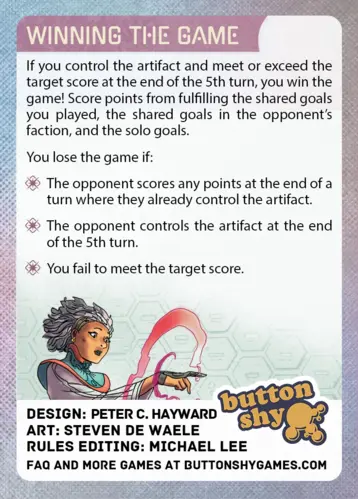 WINNING THE GAME
If you control the artifact and meet or exceed the
target score at the end of the 5th turn, you win the
game! Score points from fulfilling the shared goals
you played, the shared goals in the opponent's
faction, and the solo goals.
You lose the game if:
The opponent scores any points at the end of a
turn where they already control the artifact.
The opponent controls the artifact at the end
of the 5th turn.
You fail to meet the target score.
button
shy
DESIGN: PETER C. HAYWARD
ART: STEVEN DE WAELE
RULES EDITING: MICHAEL LEE
FAQ AND MORE GAMES AT BUTTONSHYGAMES.COM